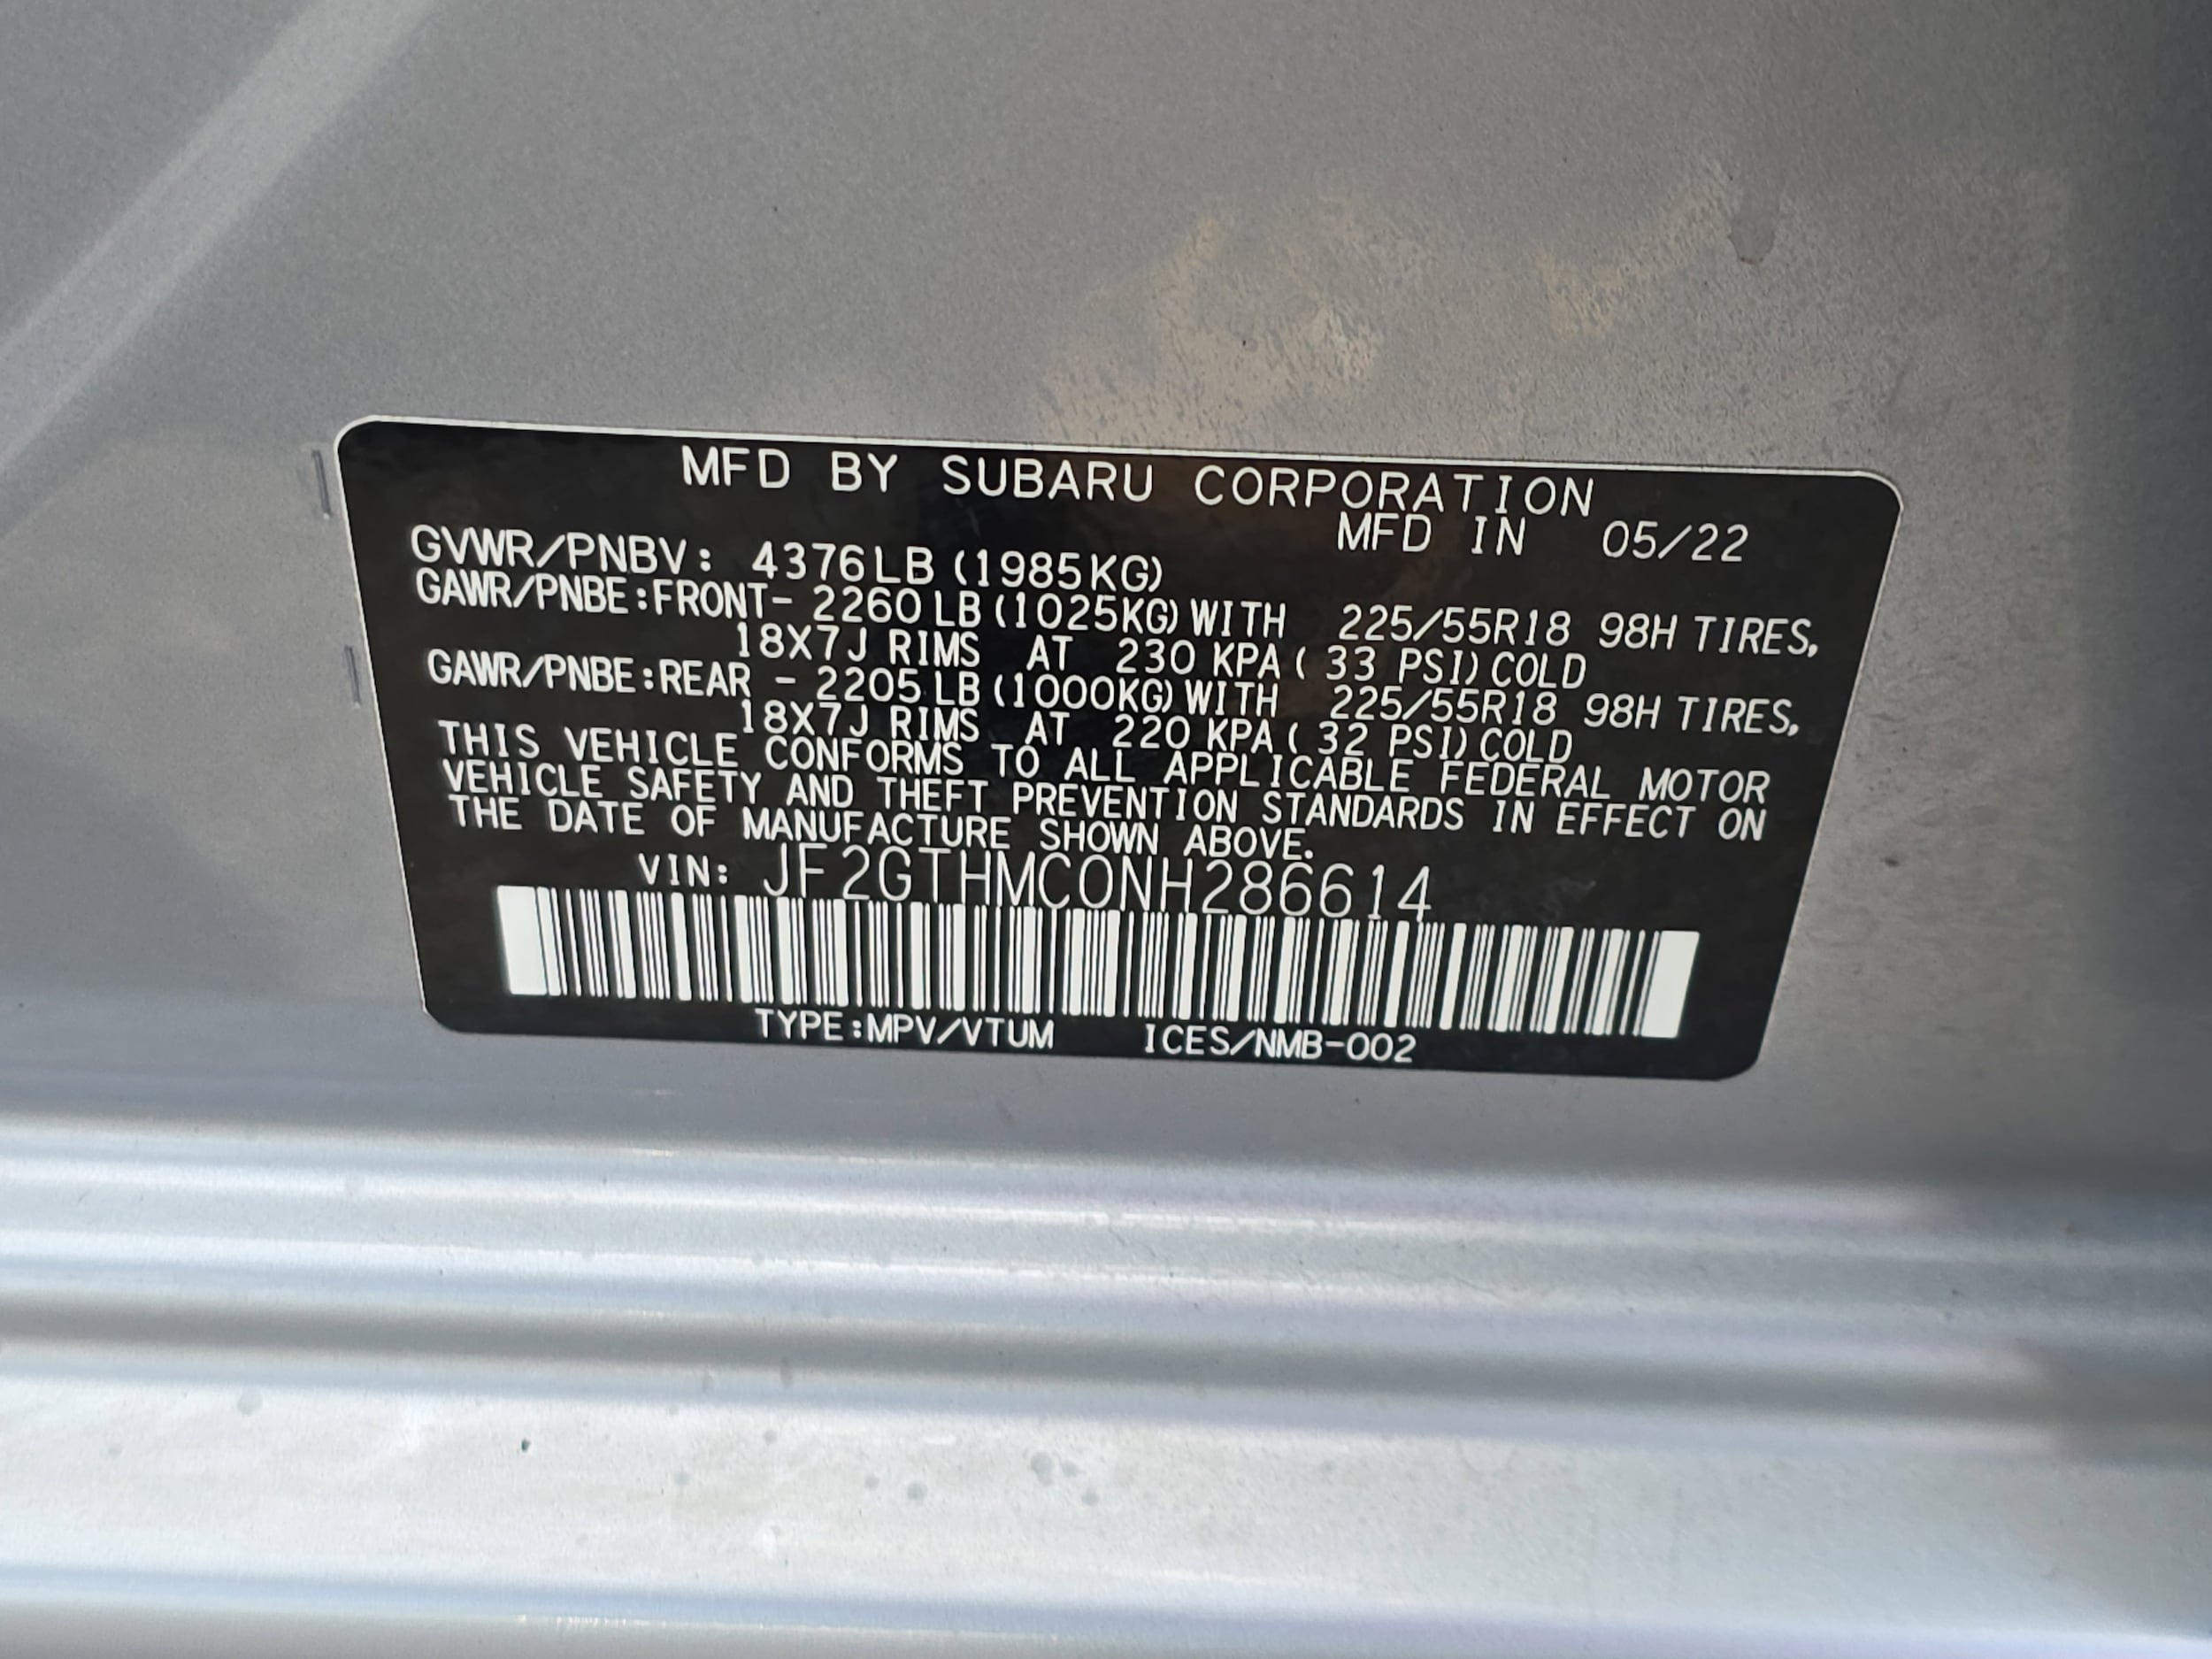 MFD BY SUBARU CORPORATION
MFD IN 05/22
GVWR/PNBV: 4376LB (1985KG)
GAWR/PNBE:FRONT- 2260 LB (1025KG) WITH 225/55R18 98H TIRES,
18X7J RIMS AT 230 KPA ( 33 PSI) COLD
GAWR/PNBE:REAR - 2205 LB (1000KG) WITH 225/55R18 98H TIRES,
18X7J RIMS AT 220 KPA ( 32 PSI) COLD
THIS VEHICLE CONFORMS TO ALL APPLICABLE FEDERAL MOTOR
VEHICLE SAFETY AND THEFT PREVENTION STANDARDS IN EFFECT ON
THE DATE OF MANUFACTURE SHOWN ABOVE.
VIN: JF2GTHMC0NH286614
TYPE:MPV/VTUM ICES/NMB-002